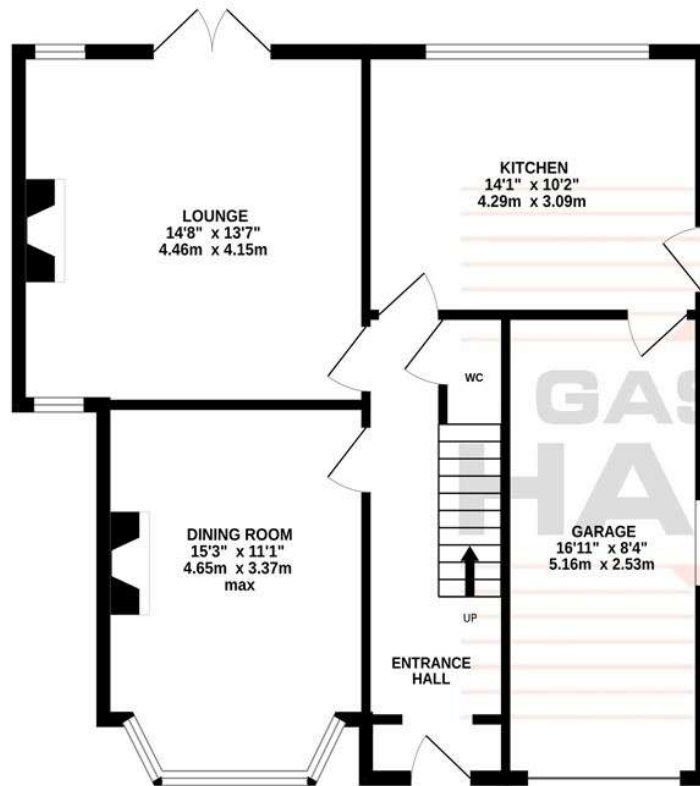 KITCHEN
14'1" x 10'2"
4.29m x 3.09m
LOUNGE
14'8" x 13'7"
4.46m x 4.15m
WC
GAS
HA
DINING ROOM
15'3" x 11'1"
4.65m x 3.37m
max
GARAGE
16'11" x 8'4"
5.16m x 2.53m
UP
ENTRANCE
HALL